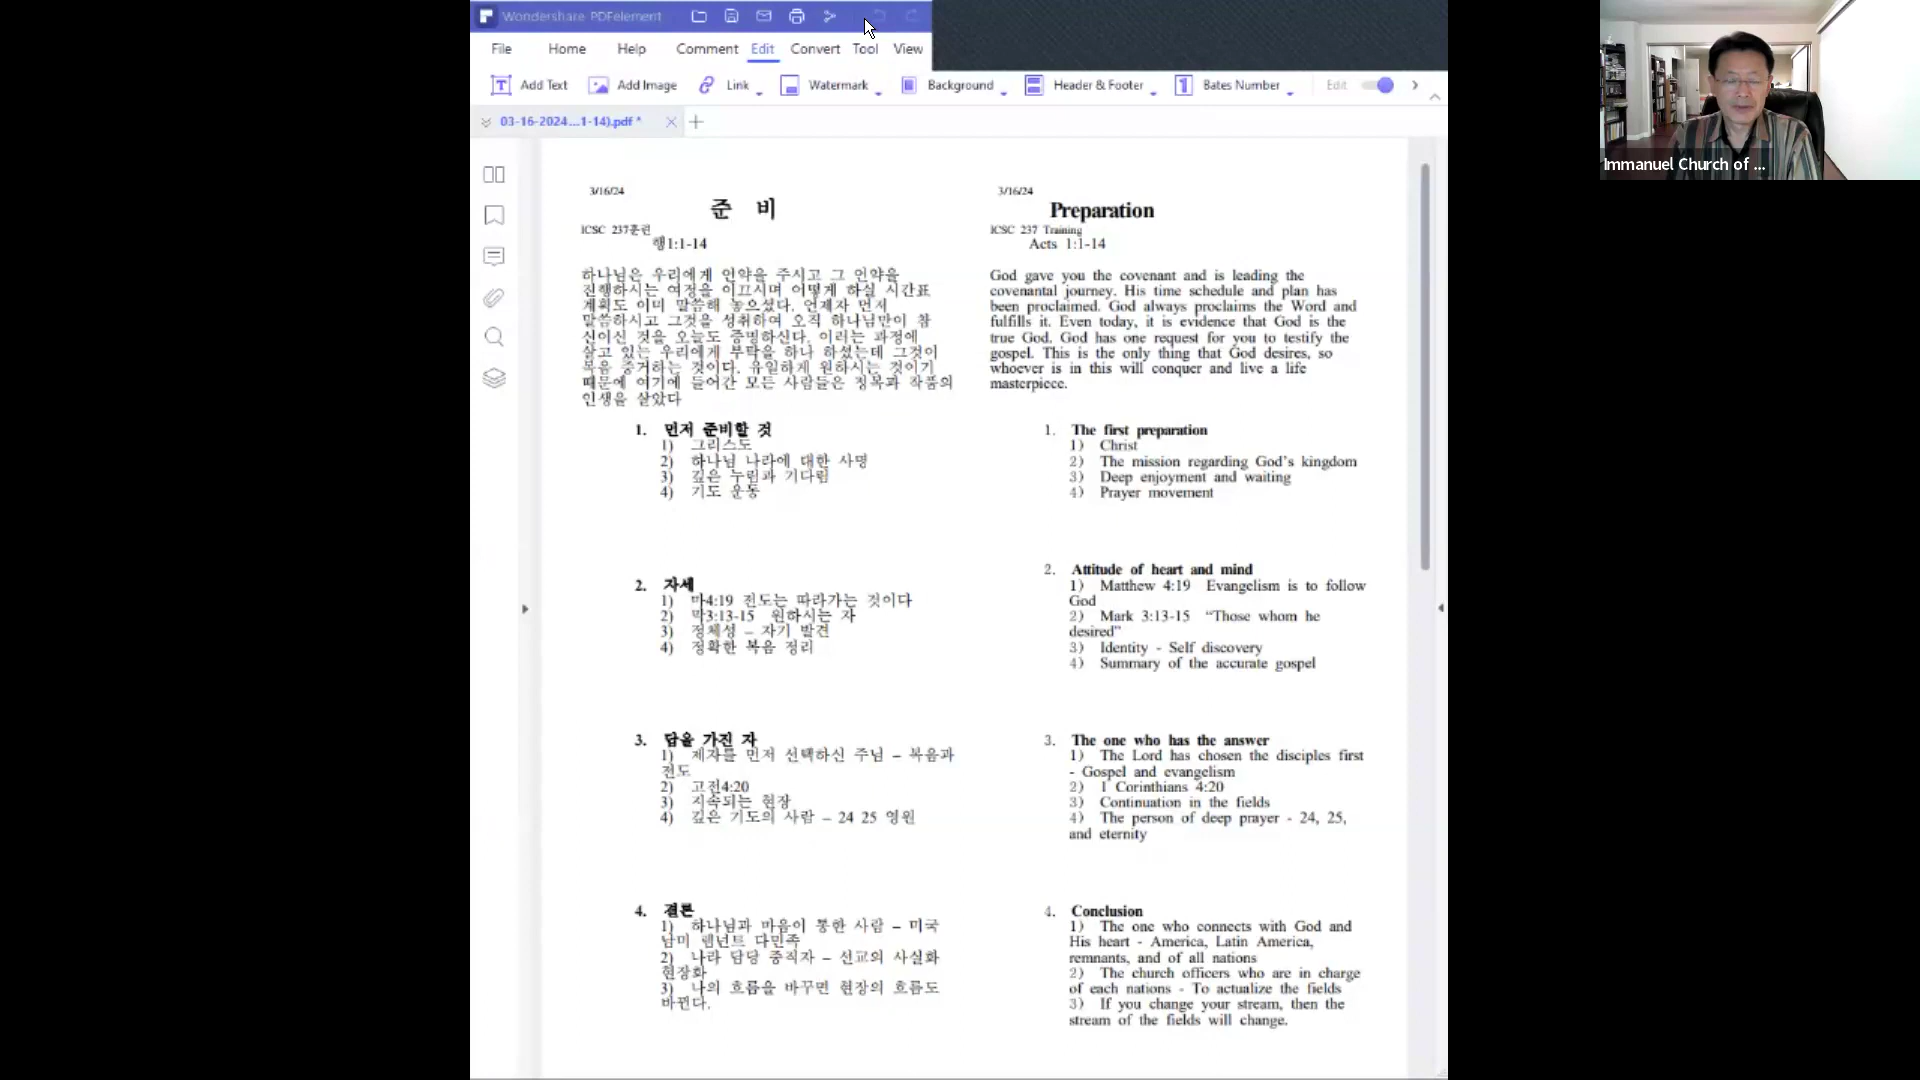 Wondershare PDFelement
File Home Help Comment Edit Convert Tool View
Add Text Add Image Link Watermark Background Header & Footer Bates Number Edit
03-16-2024...1-14).pdf *
3/16/24
준 비
ICSC 237훈련
행1:1-14
하나님은 우리에게 언약을 주시고 그 언약을
진행하시는 여정을 이끄시며 어떻게 하실 시간표
계획도 이미 말씀해 놓으셨다. 언제자 먼저
말씀하시고 그것을 성취하여 오직 하나님만이 참
신이신 것을 오늘도 증명하신다. 이러는 과정에
살고 있는 우리에게 부탁을 하나 하셨는데 그것이
복음 증거하는 것이다. 유일하게 원하시는 것이기
때문에 여기에 들어간 모든 사람들은 정복과 작품의
인생을 살았다
1. 먼저 준비할 것
1) 그리스도
2) 하나님 나라에 대한 사명
3) 깊은 누림과 기다림
4) 기도 운동
2. 자세
1) 마4:19 전도는 따라가는 것이다
2) 막3:13-15 원하시는 자
3) 정체성 – 자기 발견
4) 정확한 복음 정리
3. 답을 가진 자
1) 제자를 먼저 선택하신 주님 – 복음과
전도
2) 고전4:20
3) 지속되는 현장
4) 깊은 기도의 사람 – 24 25 영원
4. 결론
1) 하나님과 마음이 통한 사람 – 미국
남미 렘넌트 다민족
2) 나라 담당 중직자 – 선교의 사실화
현장화
3) 나의 흐름을 바꾸면 현장의 흐름도
바뀐다.
3/16/24
Preparation
ICSC 237 Training
Acts 1:1-14
God gave you the covenant and is leading the
covenantal journey. His time schedule and plan has
been proclaimed. God always proclaims the Word and
fulfills it. Even today, it is evidence that God is the
true God. God has one request for you to testify the
gospel. This is the only thing that God desires, so
whoever is in this will conquer and live a life
masterpiece.
1. The first preparation
1) Christ
2) The mission regarding God's kingdom
3) Deep enjoyment and waiting
4) Prayer movement
2. Attitude of heart and mind
1) Matthew 4:19 Evangelism is to follow
God
2) Mark 3:13-15 “Those whom he
desired”
3) Identity - Self discovery
4) Summary of the accurate gospel
3. The one who has the answer
1) The Lord has chosen the disciples first
- Gospel and evangelism
2) 1 Corinthians 4:20
3) Continuation in the fields
4) The person of deep prayer - 24, 25,
and eternity
4. Conclusion
1) The one who connects with God and
His heart - America, Latin America,
remnants, and of all nations
2) The church officers who are in charge
of each nations - To actualize the fields
3) If you change your stream, then the
stream of the fields will change.
Immanuel Church of ...